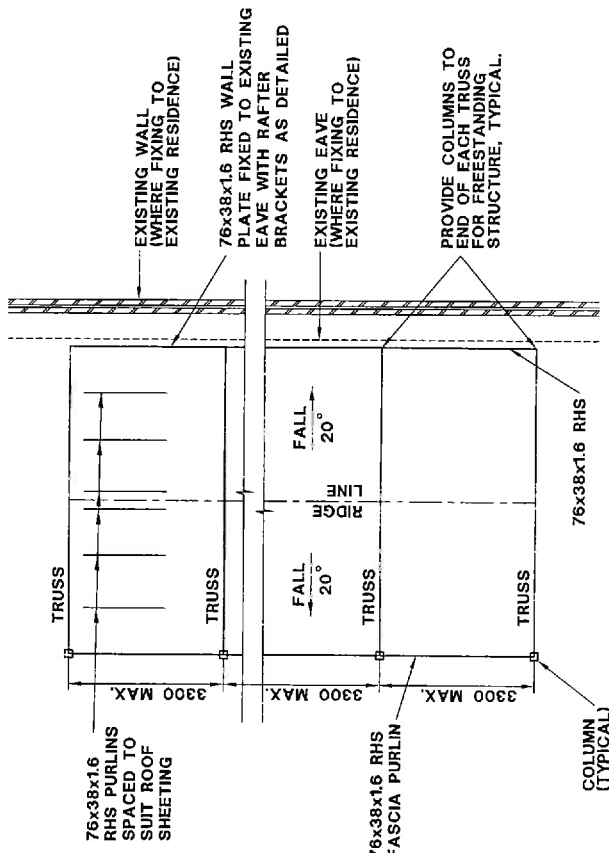 EXISTING WALL
(WHERE FIXING TO
EXISTING RESIDENCE)
76x38x1.6 RHS WALL
PLATE FIXED TO EXISTING
EAVE WITH RAFTER
BRACKETS AS DETAILED
EXISTING EAVE
(WHERE FIXING TO
EXISTING RESIDENCE)
PROVIDE COLUMNS TO
END OF EACH TRUSS
FOR FREESTANDING
STRUCTURE, TYPICAL.
76x38x1.6 RHS
FALL
20°
RIDGE
LINE
FALL
20°
TRUSS
TRUSS
TRUSS
TRUSS
3300 MAX.
3300 MAX.
3300 MAX.
76x38x1.6
RHS PURLINS
SPACED TO
SUIT ROOF
SHEETING
76x38x1.6 RHS
FASCIA PURLIN
COLUMN
(TYPICAL)